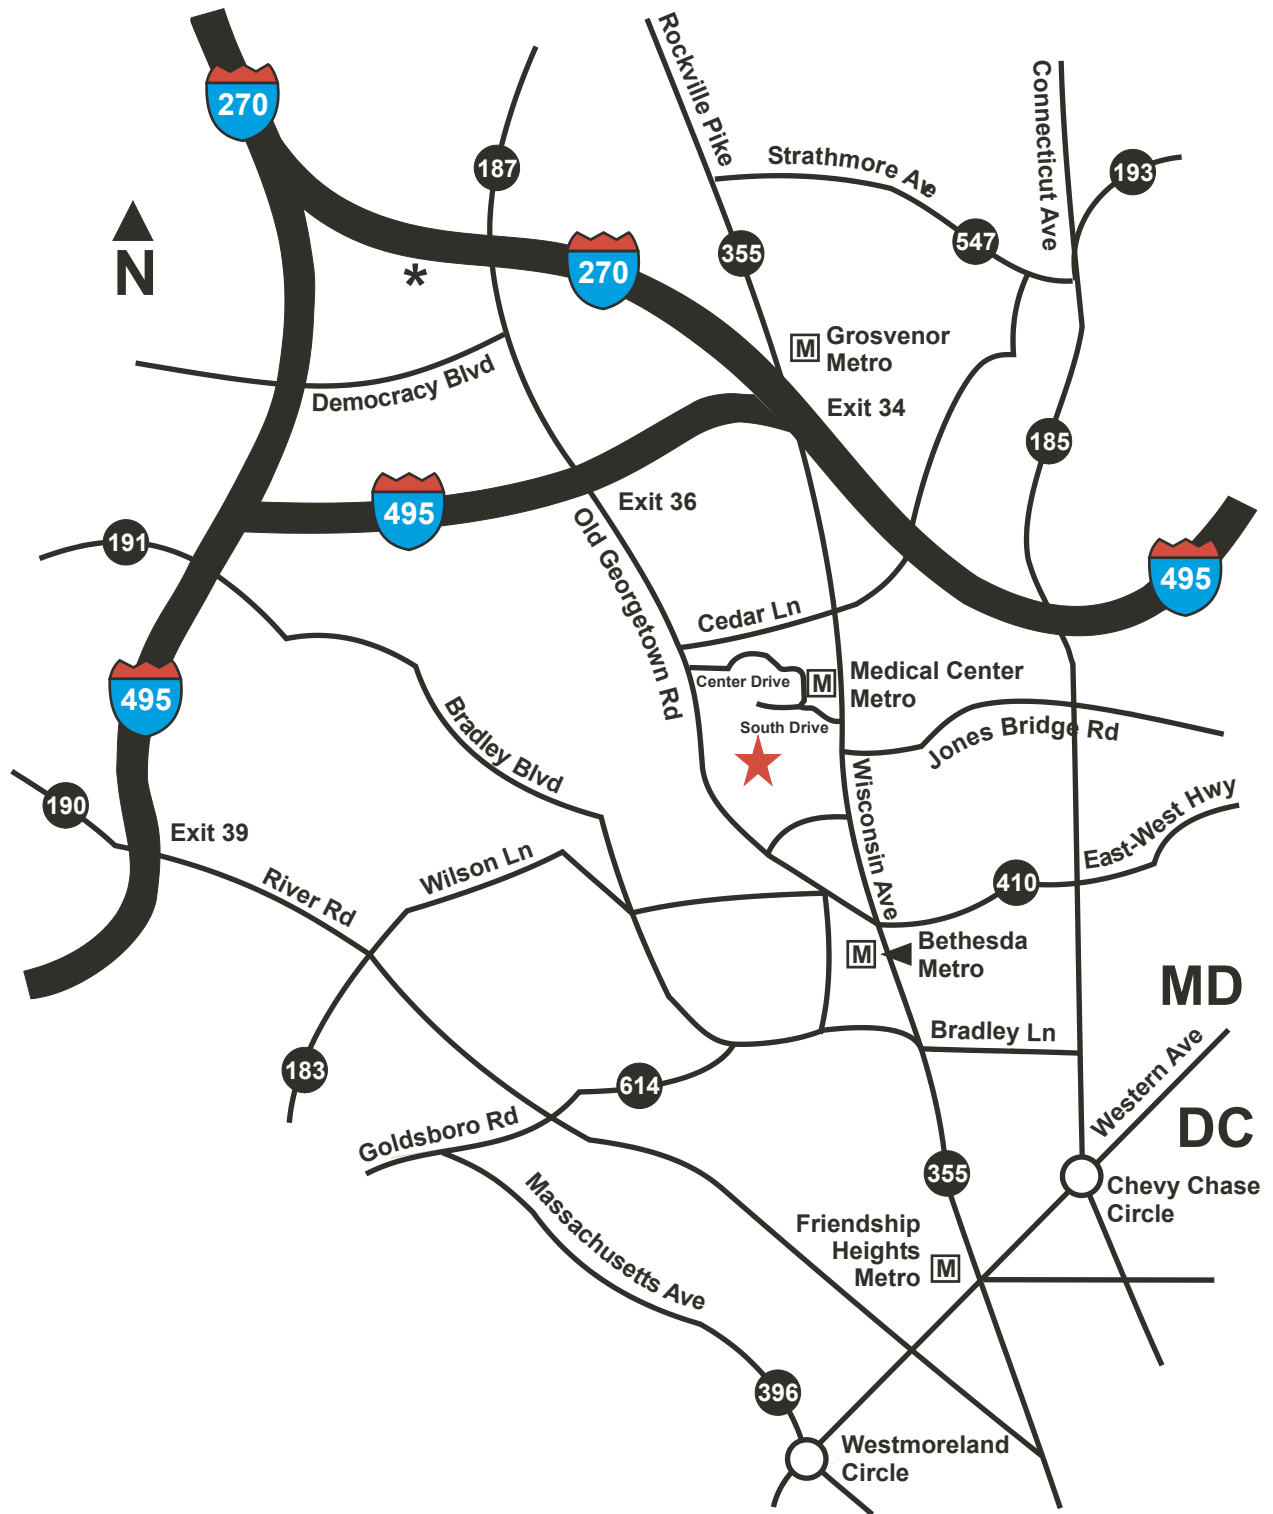 270
Rockville Pike
Connecticut Ave
187
Strathmore Ave
193
N
*
270
355
547
M
Grosvenor
Metro
Democracy Blvd
Exit 34
185
495
Exit 36
191
Old Georgetown Rd
495
Cedar Ln
495
Center Drive
M
Medical Center
Metro
South Drive
Jones Bridge Rd
Bradley Blvd
190
Exit 39
Wisconsin Ave
East-West Hwy
River Rd
Wilson Ln
410
M
Bethesda
Metro
MD
Bradley Ln
Western Ave
183
614
Goldsboro Rd
DC
355
Chevy Chase
Circle
Massachusetts Ave
Friendship
Heights
Metro
M
396
Westmoreland
Circle